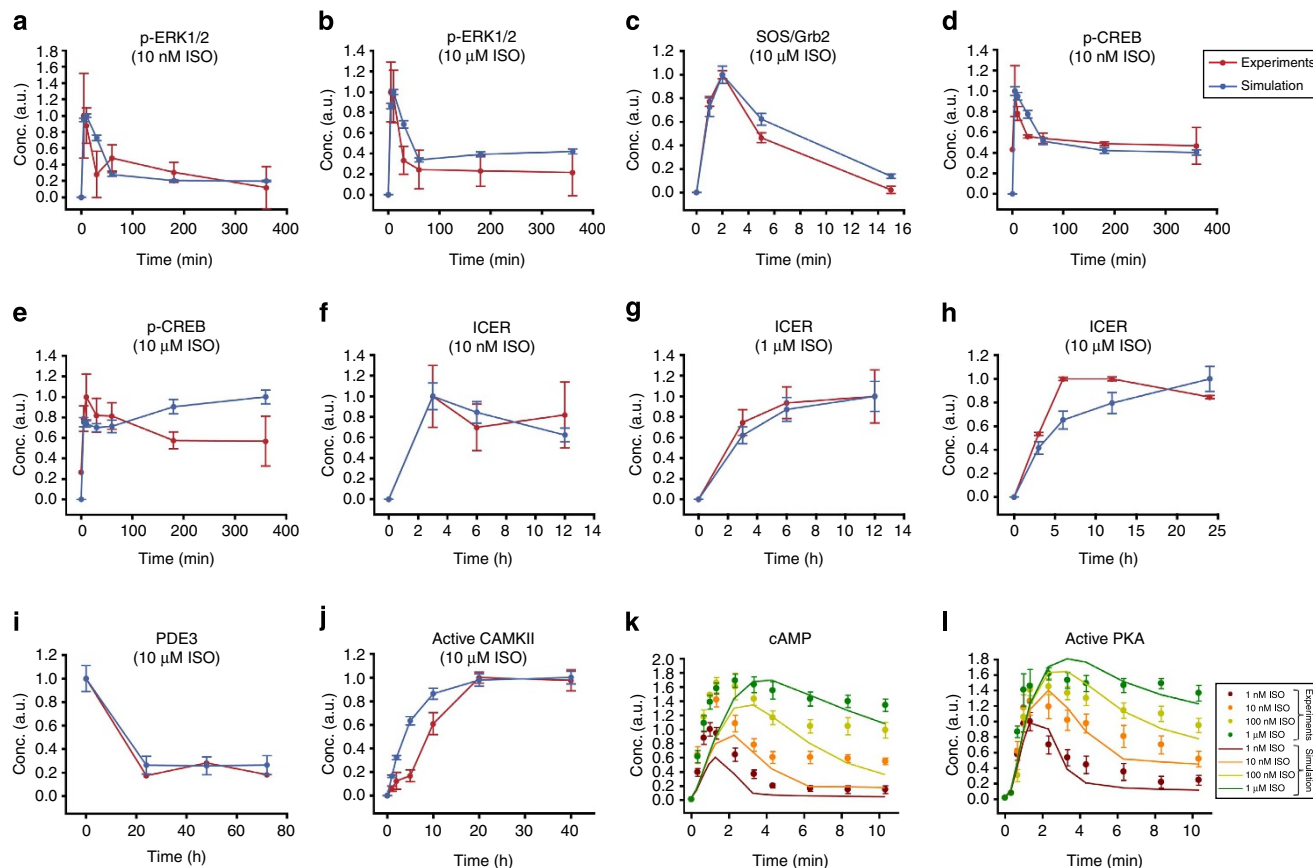 a
p-ERK1/2
(10 nM ISO)
Conc. (a.u.)
1.8
1.6
1.4
1.2
1.0
0.8
0.6
0.4
0.2
0.0
0 100 200 300 400
Time (min)
b
p-ERK1/2
(10 μM ISO)
Conc. (a.u.)
1.4
1.2
1.0
0.8
0.6
0.4
0.2
0.0
0 100 200 300 400
Time (min)
c
SOS/Grb2
(10 μM ISO)
Conc. (a.u.)
1.2
1.0
0.8
0.6
0.4
0.2
0.0
0 2 4 6 8 10 12 14 16
Time (min)
d
p-CREB
(10 nM ISO)
Conc. (a.u.)
1.4
1.2
1.0
0.8
0.6
0.4
0.2
0.0
0 100 200 300 400
Time (min)
Experiments
Simulation
e
p-CREB
(10 μM ISO)
Conc. (a.u.)
1.4
1.2
1.0
0.8
0.6
0.4
0.2
0.0
0 100 200 300 400
Time (min)
f
ICER
(10 nM ISO)
Conc. (a.u.)
1.4
1.2
1.0
0.8
0.6
0.4
0.2
0.0
0 2 4 6 8 10 12 14
Time (h)
g
ICER
(1 μM ISO)
Conc. (a.u.)
1.4
1.2
1.0
0.8
0.6
0.4
0.2
0.0
0 2 4 6 8 10 12 14
Time (h)
h
ICER
(10 μM ISO)
Conc. (a.u.)
1.2
1.0
0.8
0.6
0.4
0.2
0.0
0 5 10 15 20 25
Time (h)
i
PDE3
(10 μM ISO)
Conc. (a.u.)
1.2
1.0
0.8
0.6
0.4
0.2
0.0
0 20 40 60 80
Time (h)
j
Active CAMKII
(10 μM ISO)
Conc. (a.u.)
1.2
1.0
0.8
0.6
0.4
0.2
0.0
0 10 20 30 40
Time (h)
k
cAMP
Conc. (a.u.)
2.0
1.8
1.6
1.4
1.2
1.0
0.8
0.6
0.4
0.2
0.0
0 2 4 6 8 10
Time (min)
l
Active PKA
Conc. (a.u.)
1.8
1.6
1.4
1.2
1.0
0.8
0.6
0.4
0.2
0.0
0 2 4 6 8 10
Time (min)
1 nM ISO
10 nM ISO
100 nM ISO
1 μM ISO
Experiments
1 nM ISO
10 nM ISO
100 nM ISO
1 μM ISO
Simulation